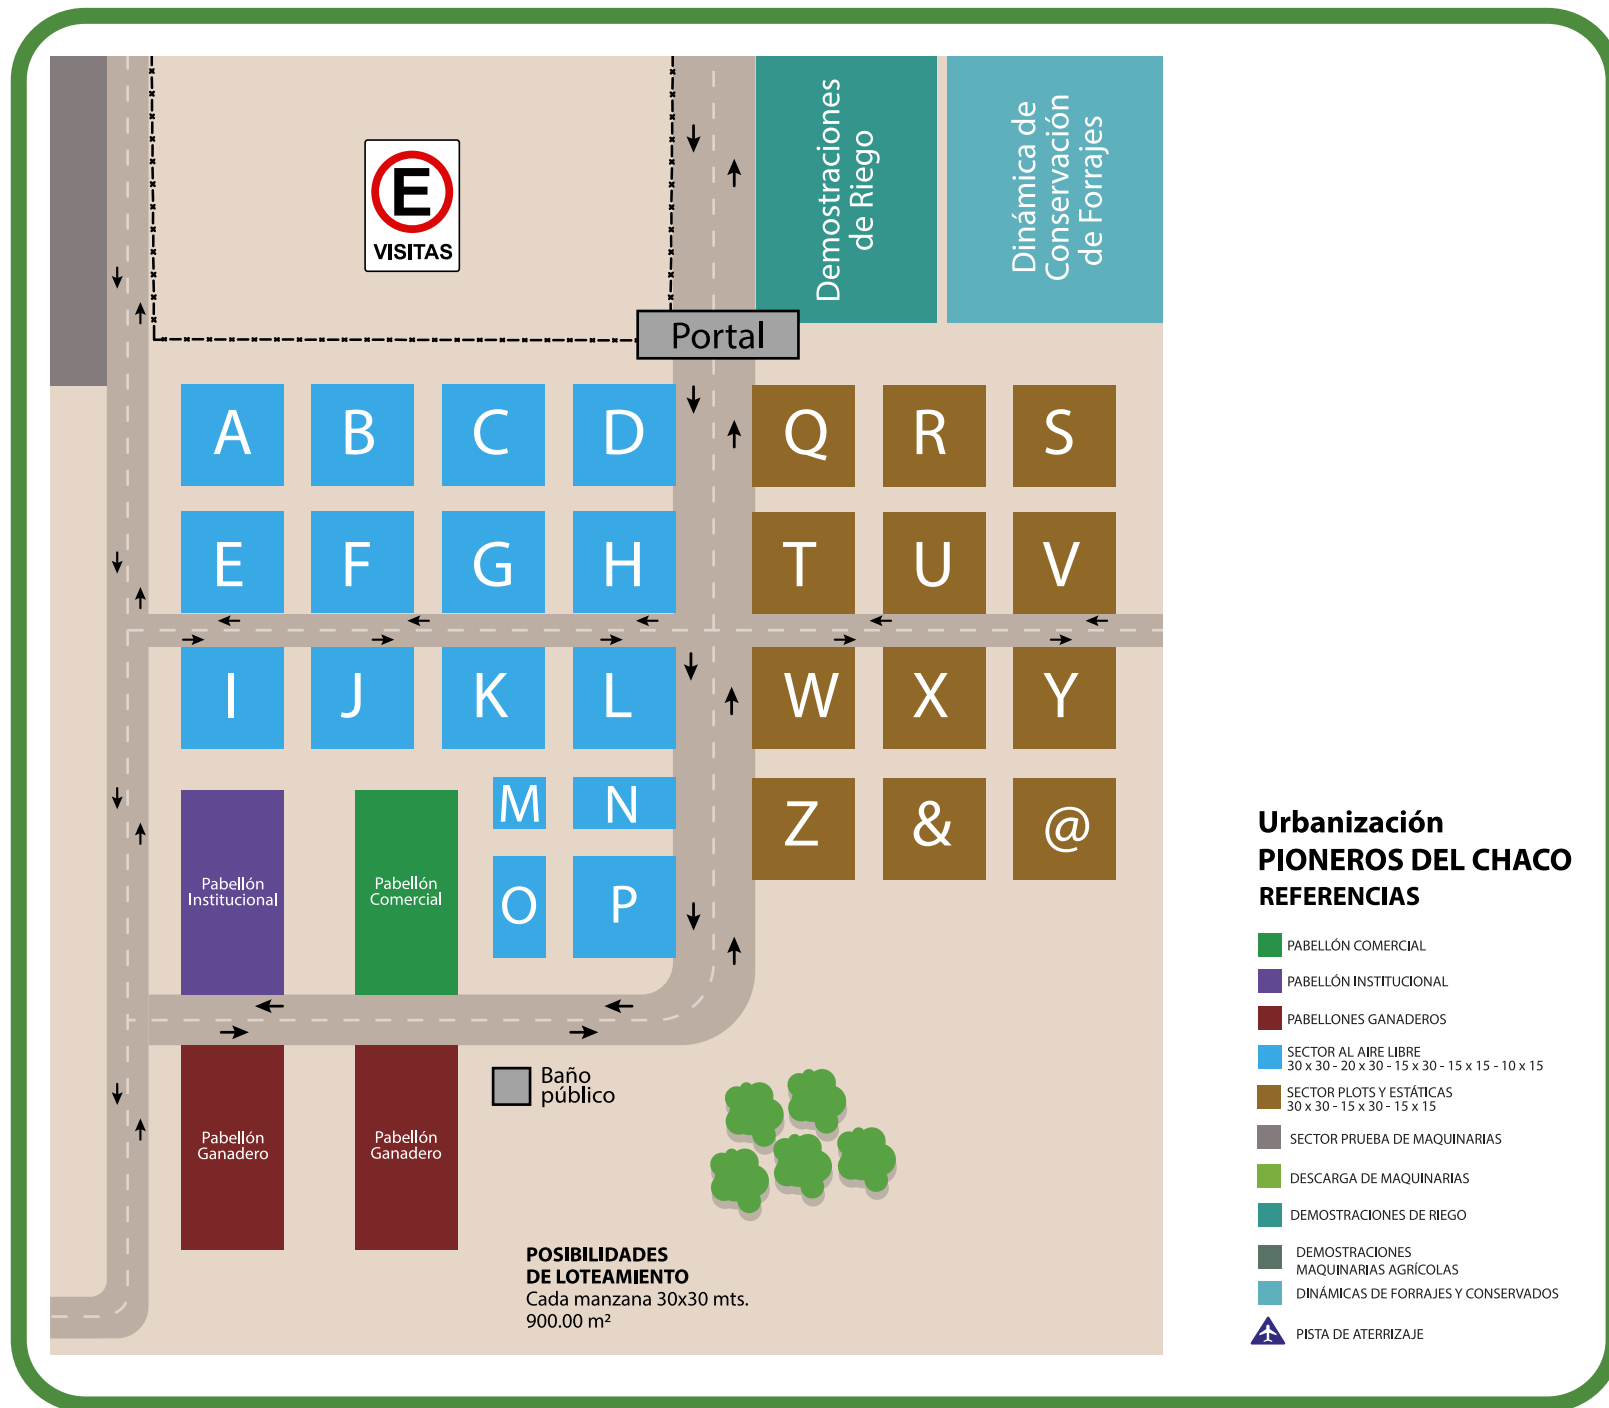 E
VISITAS
Demostraciones
de Riego
Dinámica de
Conservación
de Forrajes
Portal
A B C D
Q R S
E F G H
T U V
I J K L
W X Y
M N
Z & @
O P
Pabellón
Institucional
Pabellón
Comercial
Baño
público
Pabellón
Ganadero
Pabellón
Ganadero
POSIBILIDADES
DE LOTEAMIENTO
Cada manzana 30x30 mts.
900.00 m²
Urbanización
PIONEROS DEL CHACO
REFERENCIAS
PABELLÓN COMERCIAL
PABELLÓN INSTITUCIONAL
PABELLONES GANADEROS
SECTOR AL AIRE LIBRE
30 x 30 - 20 x 30 - 15 x 30 - 15 x 15 - 10 x 15
SECTOR PLOTS Y ESTÁTICAS
30 x 30 - 15 x 30 - 15 x 15
SECTOR PRUEBA DE MAQUINARIAS
DESCARGA DE MAQUINARIAS
DEMOSTRACIONES DE RIEGO
DEMOSTRACIONES
MAQUINARIAS AGRÍCOLAS
DINÁMICAS DE FORRAJES Y CONSERVADOS
PISTA DE ATERRIZAJE